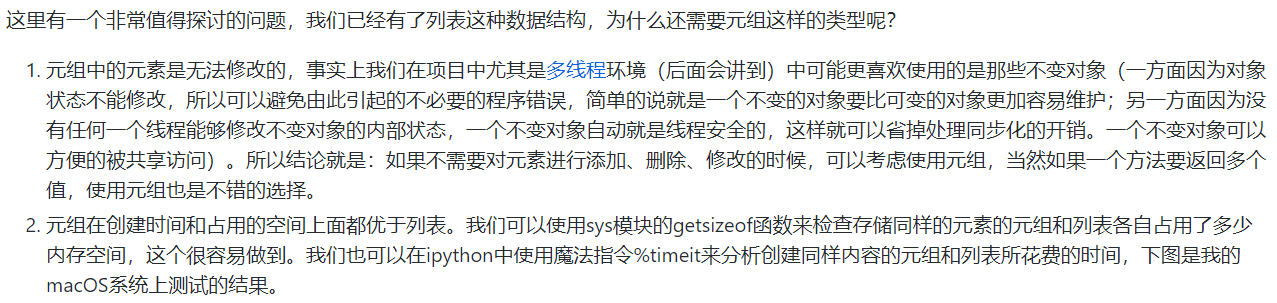 这里有一个非常值得探讨的问题，我们已经有了列表这种数据结构，为什么还需要元组这样的类型呢？
1. 元组中的元素是无法修改的，事实上我们在项目中尤其是多线程环境（后面会讲到）中可能更喜欢使用的是那些不变对象（一方面因为对象
状态不能修改，所以可以避免由此引起的不必要的程序错误，简单的说就是一个不变的对象要比可变的对象更加容易维护；另一方面因为没
有任何一个线程能够修改不变对象的内部状态，一个不变对象自动就是线程安全的，这样就可以省掉处理同步化的开销。一个不变对象可以
方便的被共享访问）。所以结论就是：如果不需要对元素进行添加、删除、修改的时候，可以考虑使用元组，当然如果一个方法要返回多个
值，使用元组也是不错的选择。
2. 元组在创建时间和占用的空间上面都优于列表。我们可以使用sys模块的getsizeof函数来检查存储同样的元素的元组和列表各自占用了多少
内存空间，这个很容易做到。我们也可以在ipython中使用魔法指令%timeit来分析创建同样内容的元组和列表所花费的时间，下图是我的
macOS系统上测试的结果。